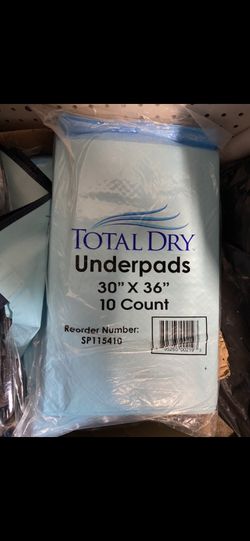 TOTAL DRY
Underpads
30" X 36"
10 Count
Reorder Number:
SP115410